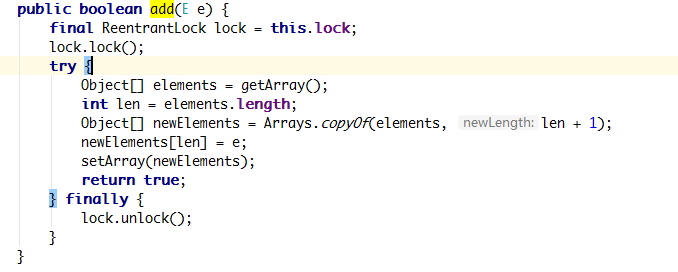 public boolean add(E e) {
    final ReentrantLock lock = this.lock;
    lock.lock();
    try {
        Object[] elements = getArray();
        int len = elements.length;
        Object[] newElements = Arrays.copyOf(elements, newLength: len + 1);
        newElements[len] = e;
        setArray(newElements);
        return true;
    } finally {
        lock.unlock();
    }
}